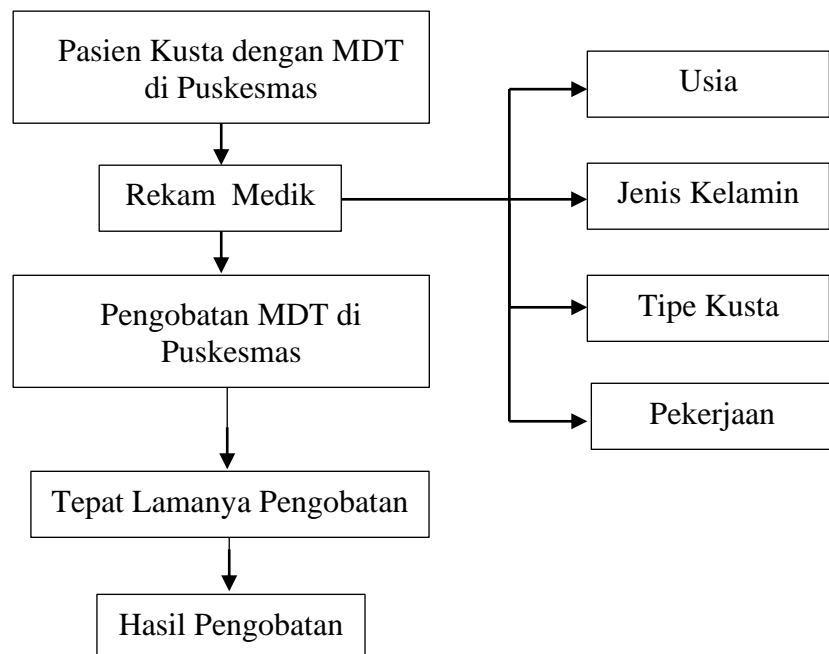 Pasien Kusta dengan MDT
di Puskesmas
Rekam Medik
Pengobatan MDT di
Puskesmas
Tepat Lamanya Pengobatan
Hasil Pengobatan
Usia
Jenis Kelamin
Tipe Kusta
Pekerjaan